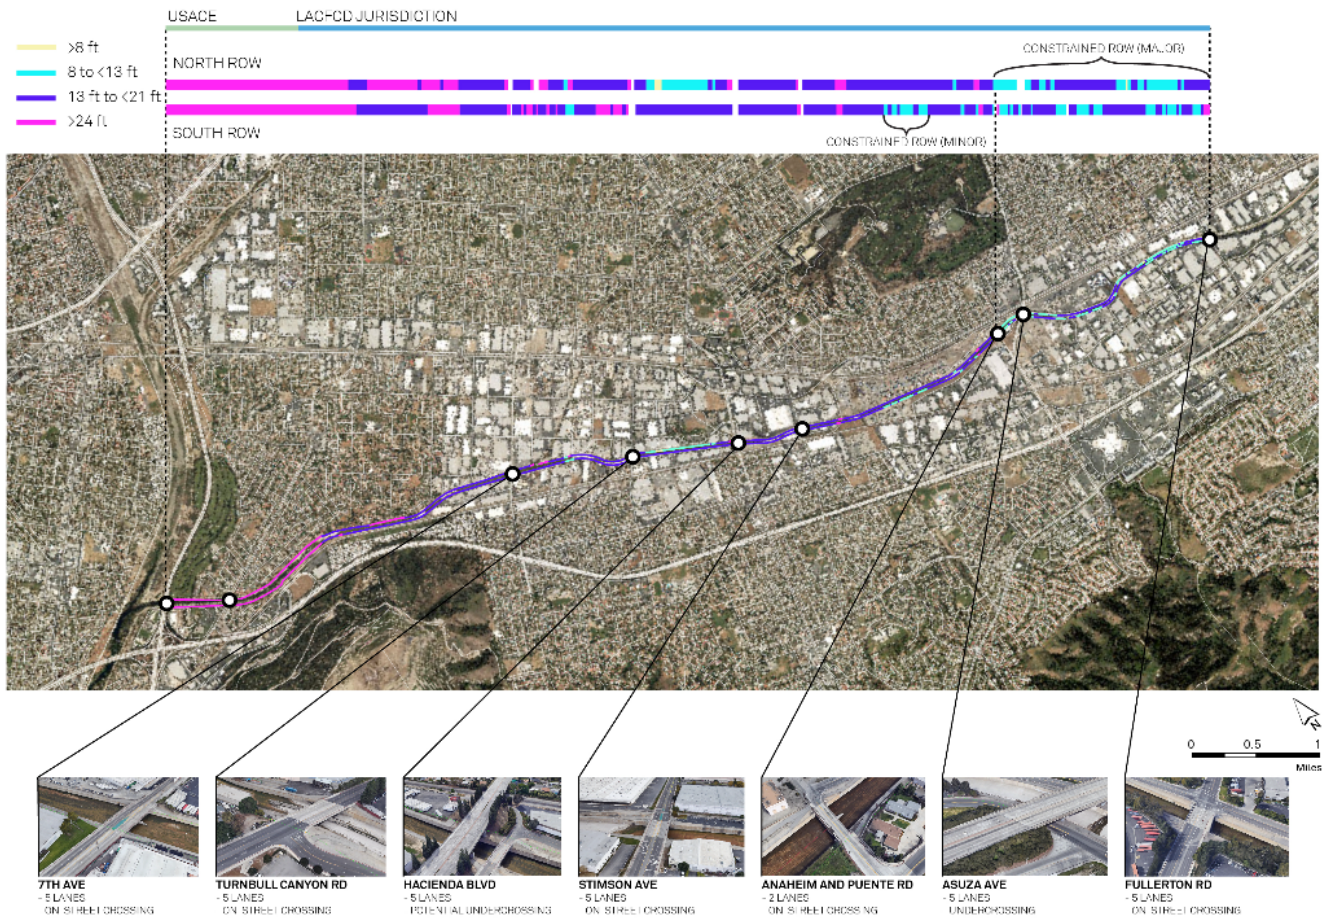 USACE
LACFCD JURISDICTION
>8 ft
8 to <13 ft
13 ft to <21 ft
>24 ft
NORTH ROW
CONSTRAINED ROW (MAJOR)
SOUTH ROW
CONSTRAINED ROW (MINOR)
N
0 0.5 1
Miles
7TH AVE
- 5 LANES
ON STREET CROSSING
TURNBULL CANYON RD
- 5 LANES
ON STREET CROSSING
HACIENDA BLVD
- 5 LANES
POTENTIAL UNDERCROSSING
STIMSON AVE
- 5 LANES
ON STREET CROSSING
ANAHEIM AND PUENTE RD
- 2 LANES
ON STREET CROSSING
ASUZA AVE
- 5 LANES
UNDERCROSSING
FULLERTON RD
- 5 LANES
ON STREET CROSSING